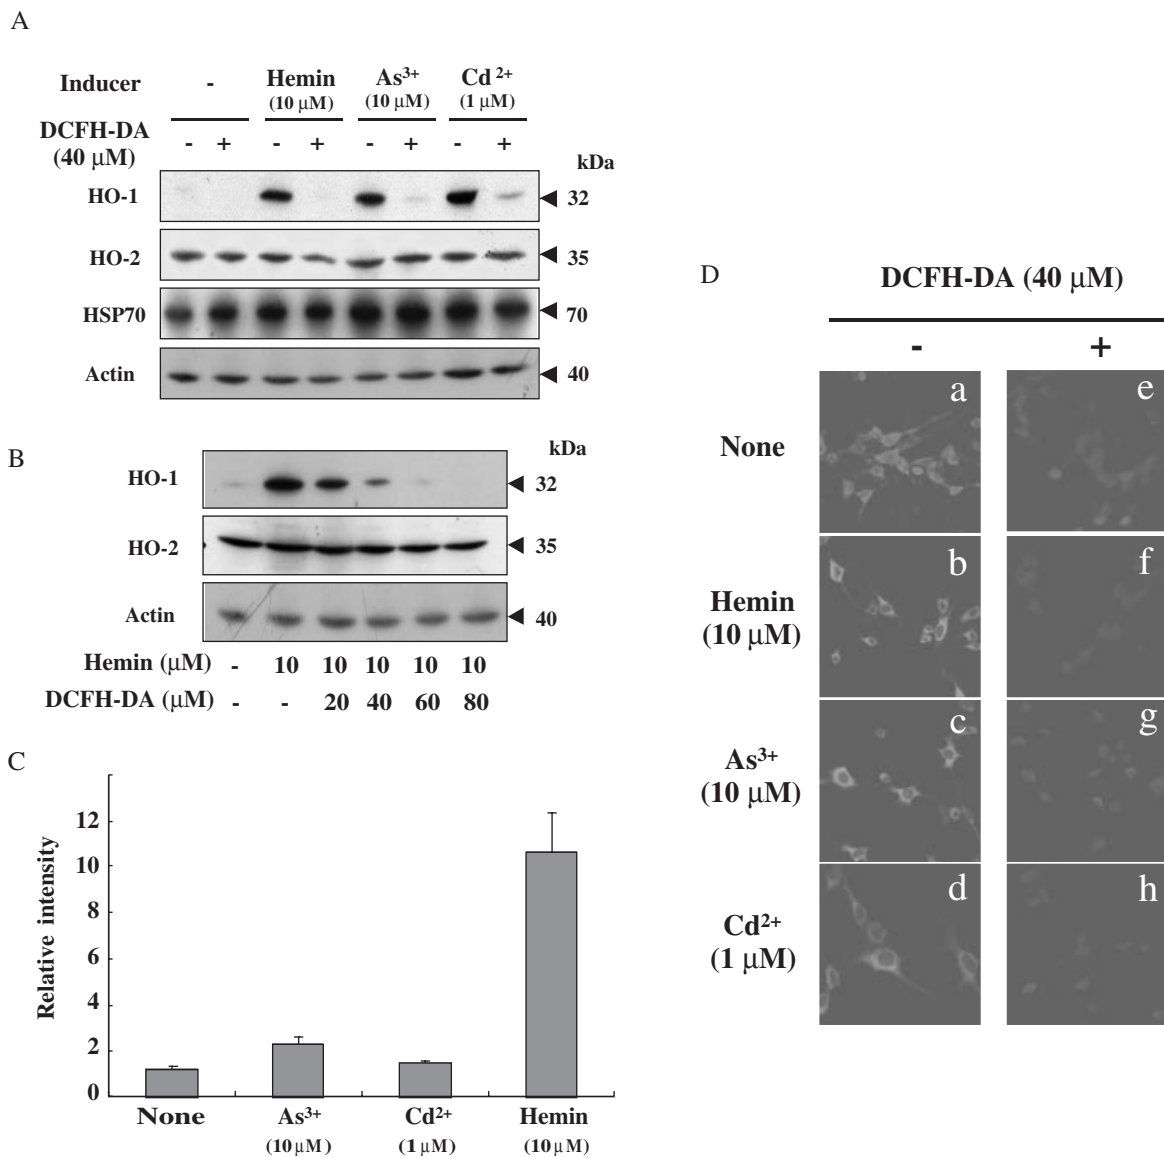 A
Inducer - Hemin As³⁺ Cd²⁺
(10 μM) (10 μM) (1 μM)
DCFH-DA - + - + - + - +
(40 μM)
kDa
HO-1 32
HO-2 35
HSP70 70
Actin 40
B
kDa
HO-1 32
HO-2 35
Actin 40
Hemin (μM) - 10 10 10 10 10
DCFH-DA (μM) - - 20 40 60 80
C
Relative intensity
12
10
8
6
4
2
0
None As³⁺ Cd²⁺ Hemin
(10 μM) (1 μM) (10 μM)
D
DCFH-DA (40 μM)
- +
None a e
Hemin b f
(10 μM)
As³⁺ c g
(10 μM)
Cd²⁺ d h
(1 μM)